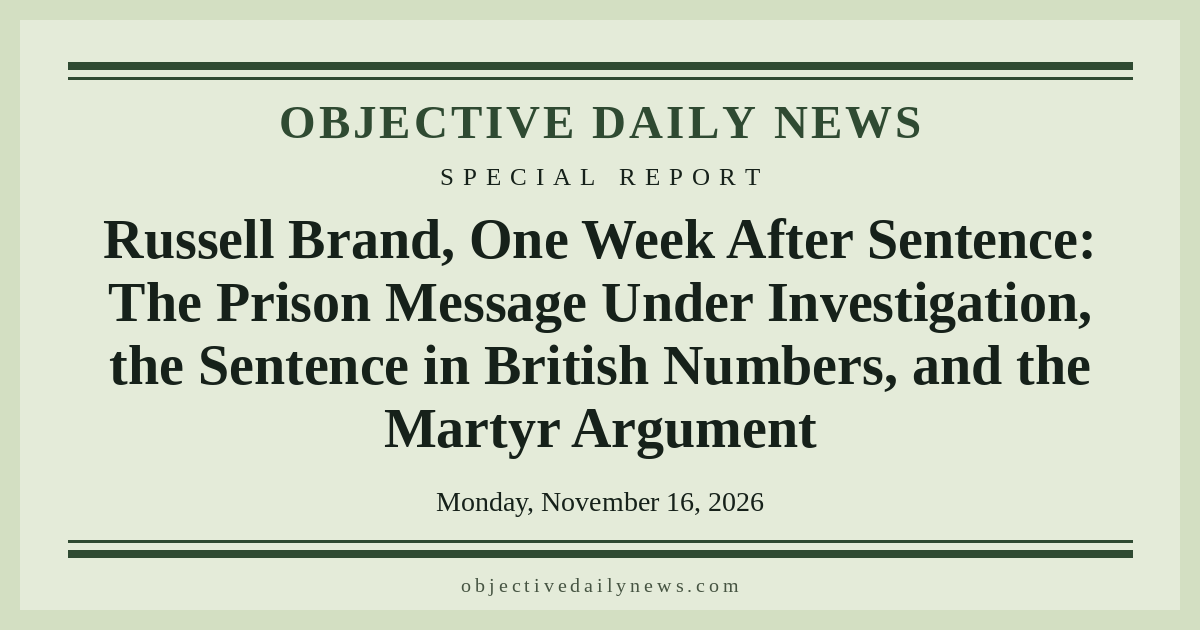 OBJECTIVE DAILY NEWS
SPECIAL REPORT
Russell Brand, One Week After Sentence:
The Prison Message Under Investigation,
the Sentence in British Numbers, and the
Martyr Argument
Monday, November 16, 2026
objectivedailynews.com